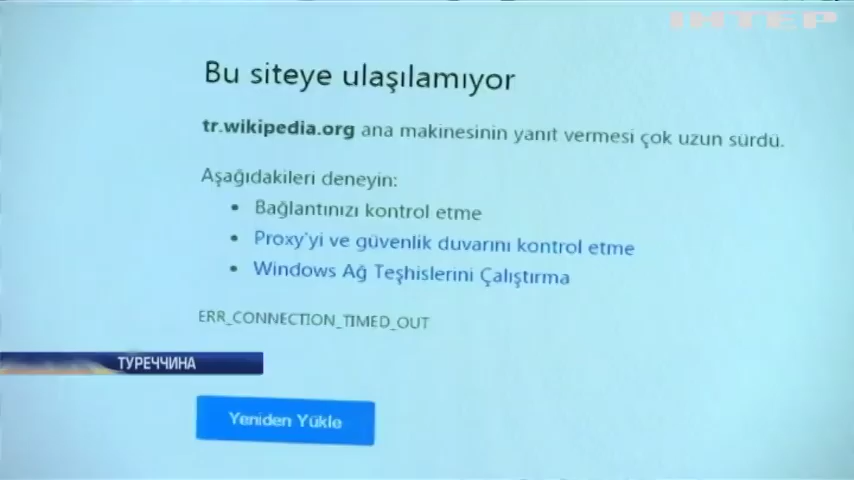 ІНТЕР
Bu siteye ulaşılamıyor
tr.wikipedia.org ana makinesinin yanıt vermesi çok uzun sürdü.
Aşağıdakileri deneyin:
• Bağlantınızı kontrol etme
• Proxy'yi ve güvenlik duvarını kontrol etme
• Windows Ağ Teşhislerini Çalıştırma
ERR_CONNECTION_TIMED_OUT
ТУРЕЧЧИНА
Yeniden Yükle